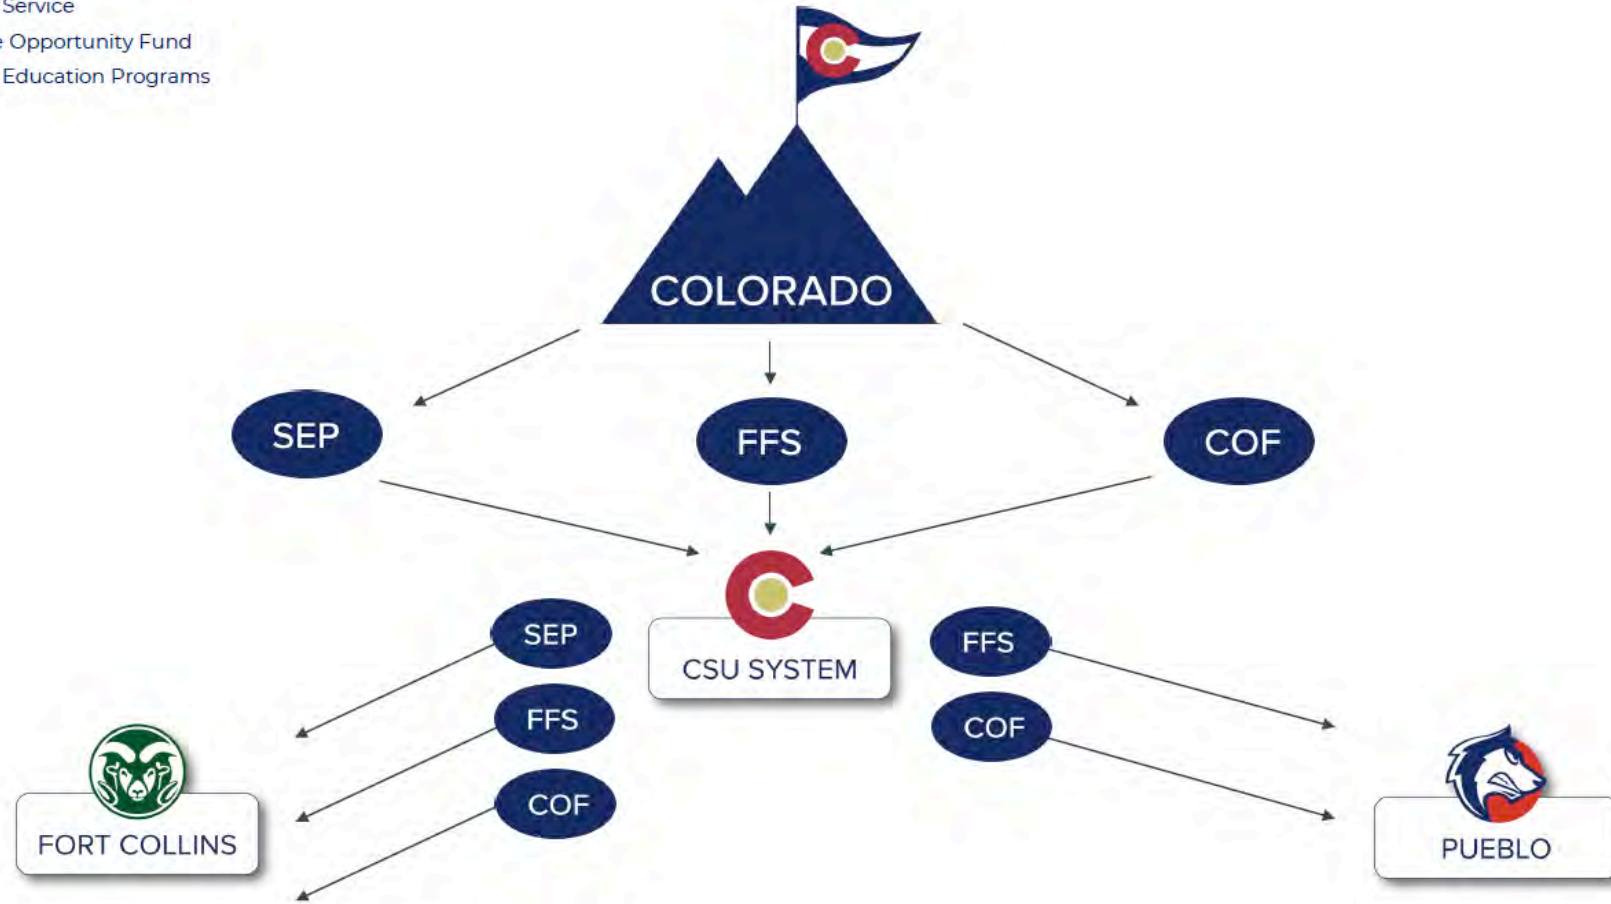 Service
Opportunity Fund
Education Programs
COLORADO
SEP
FFS
COF
SEP
FFS
FFS
COF
CSU SYSTEM
COF
FORT COLLINS
PUEBLO